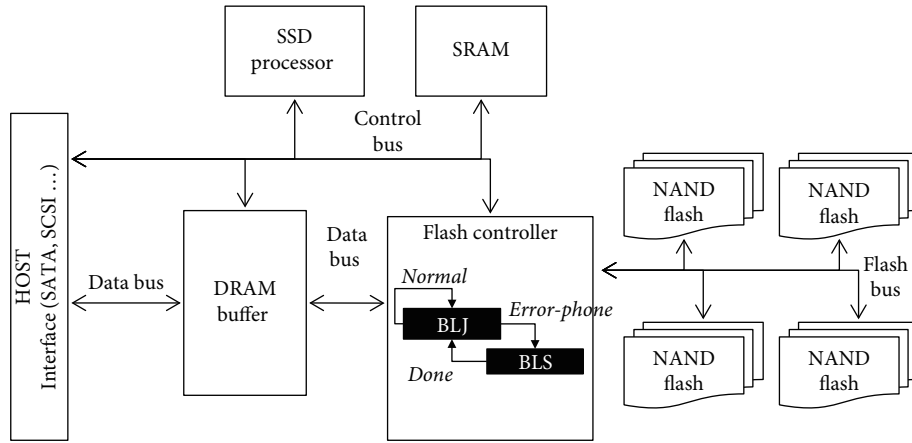 SSD
processor
SRAM
Control
bus
HOST
Interface (SATA, SCSI ...)
Data bus
DRAM
buffer
Data
bus
Flash controller
Normal
BLJ
Error-phone
Done
BLS
NAND
flash
NAND
flash
Flash
bus
NAND
flash
NAND
flash